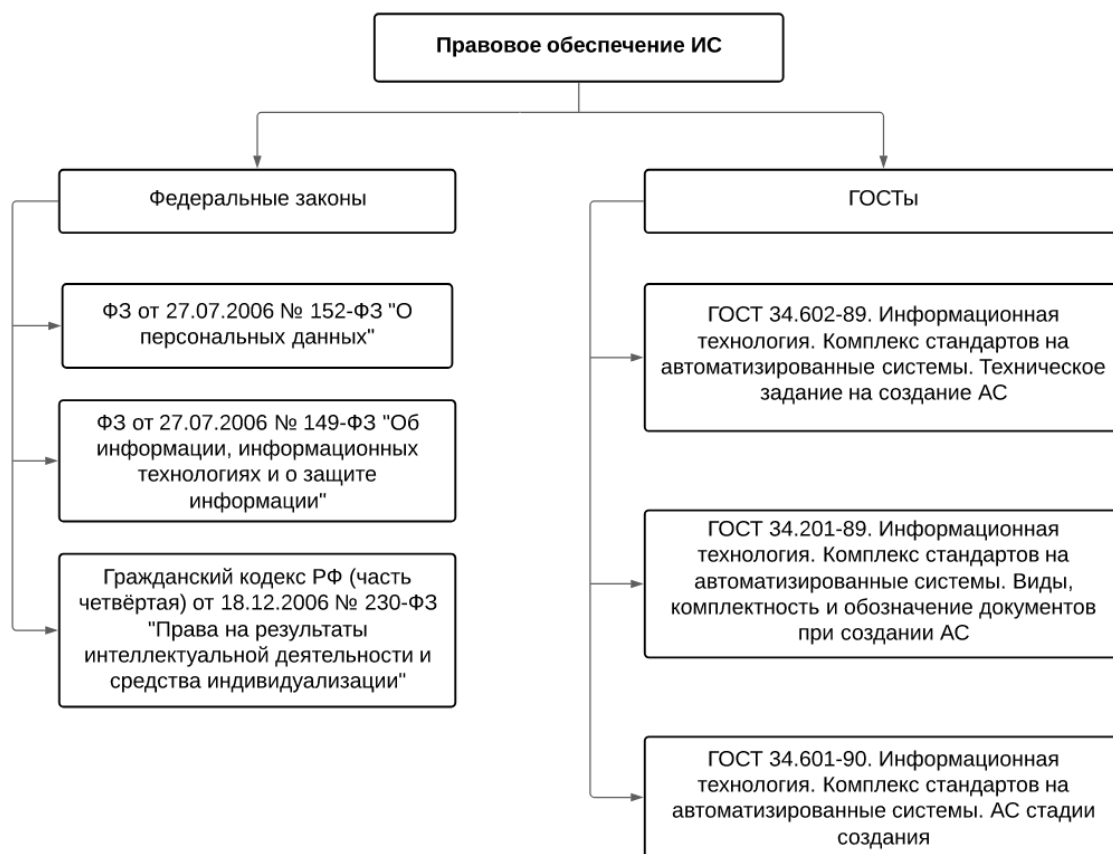 Правовое обеспечение ИС
Федеральные законы
ФЗ от 27.07.2006 № 152-ФЗ "О
персональных данных"
ФЗ от 27.07.2006 № 149-ФЗ "Об
информации, информационных
технологиях и о защите
информации"
Гражданский кодекс РФ (часть
четвёртая) от 18.12.2006 № 230-ФЗ
"Права на результаты
интеллектуальной деятельности и
средства индивидуализации"
ГОСТы
ГОСТ 34.602-89. Информационная
технология. Комплекс стандартов на
автоматизированные системы. Техническое
задание на создание АС
ГОСТ 34.201-89. Информационная
технология. Комплекс стандартов на
автоматизированные системы. Виды,
комплектность и обозначение документов
при создании АС
ГОСТ 34.601-90. Информационная
технология. Комплекс стандартов на
автоматизированные системы. АС стадии
создания